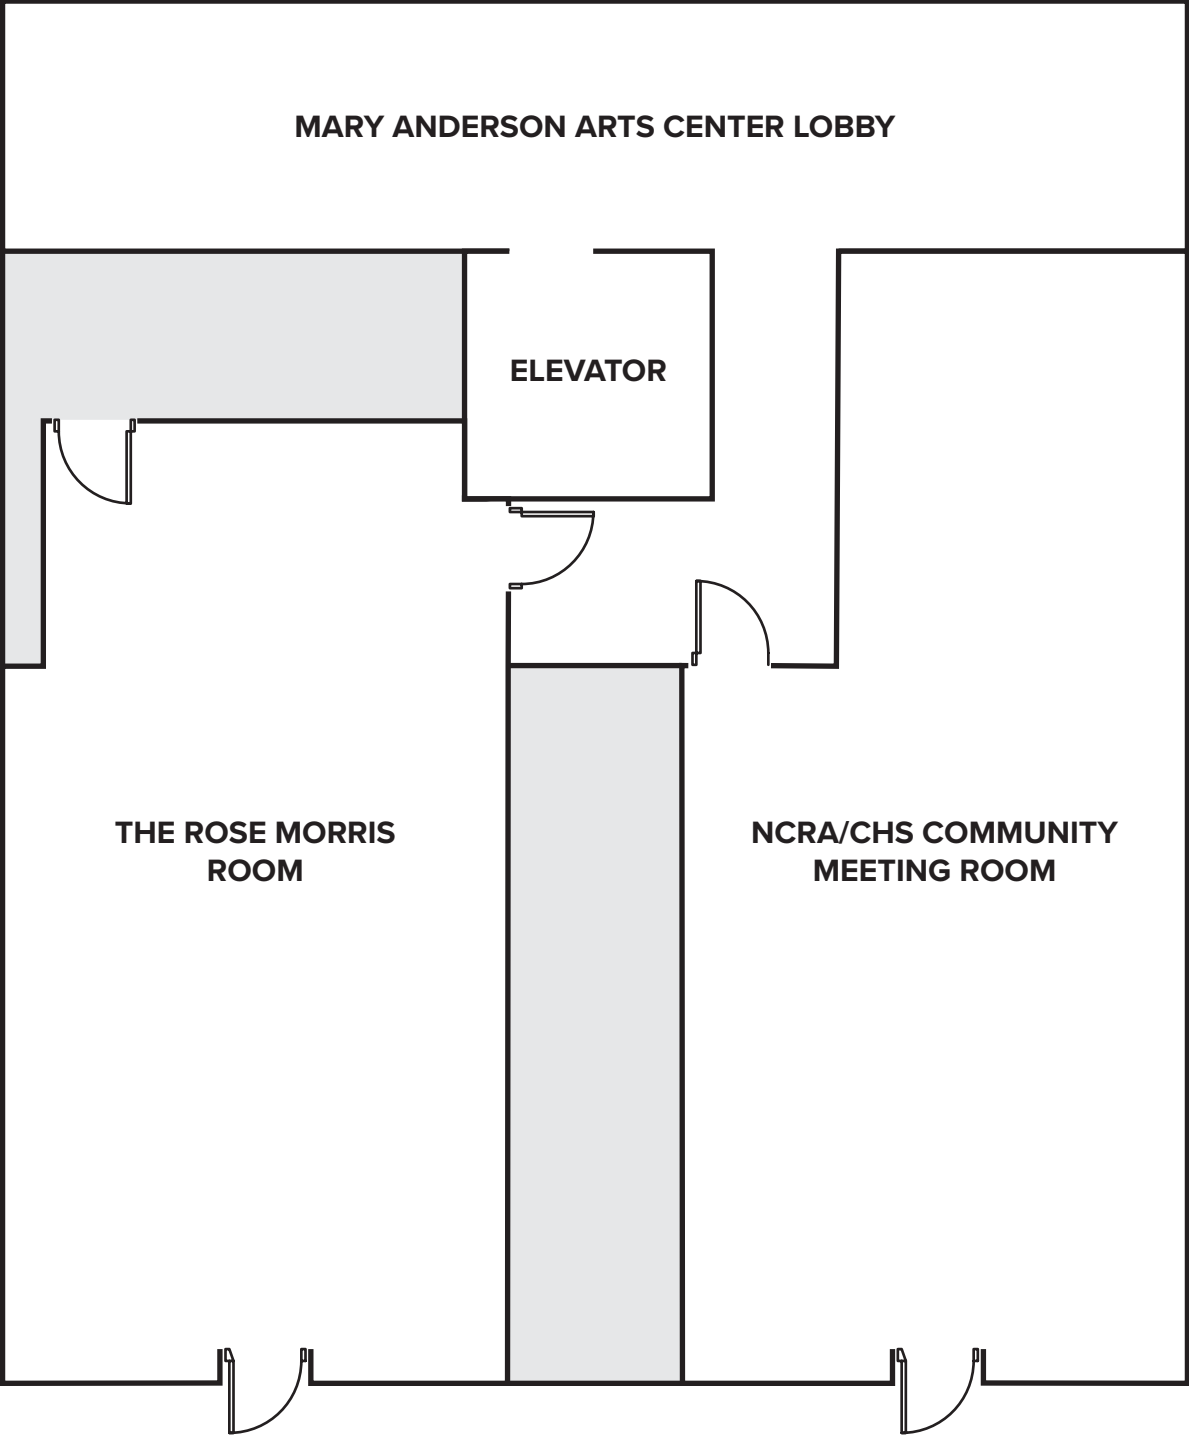 MARY ANDERSON ARTS CENTER LOBBY
ELEVATOR
THE ROSE MORRIS
ROOM
NCRA/CHS COMMUNITY
MEETING ROOM